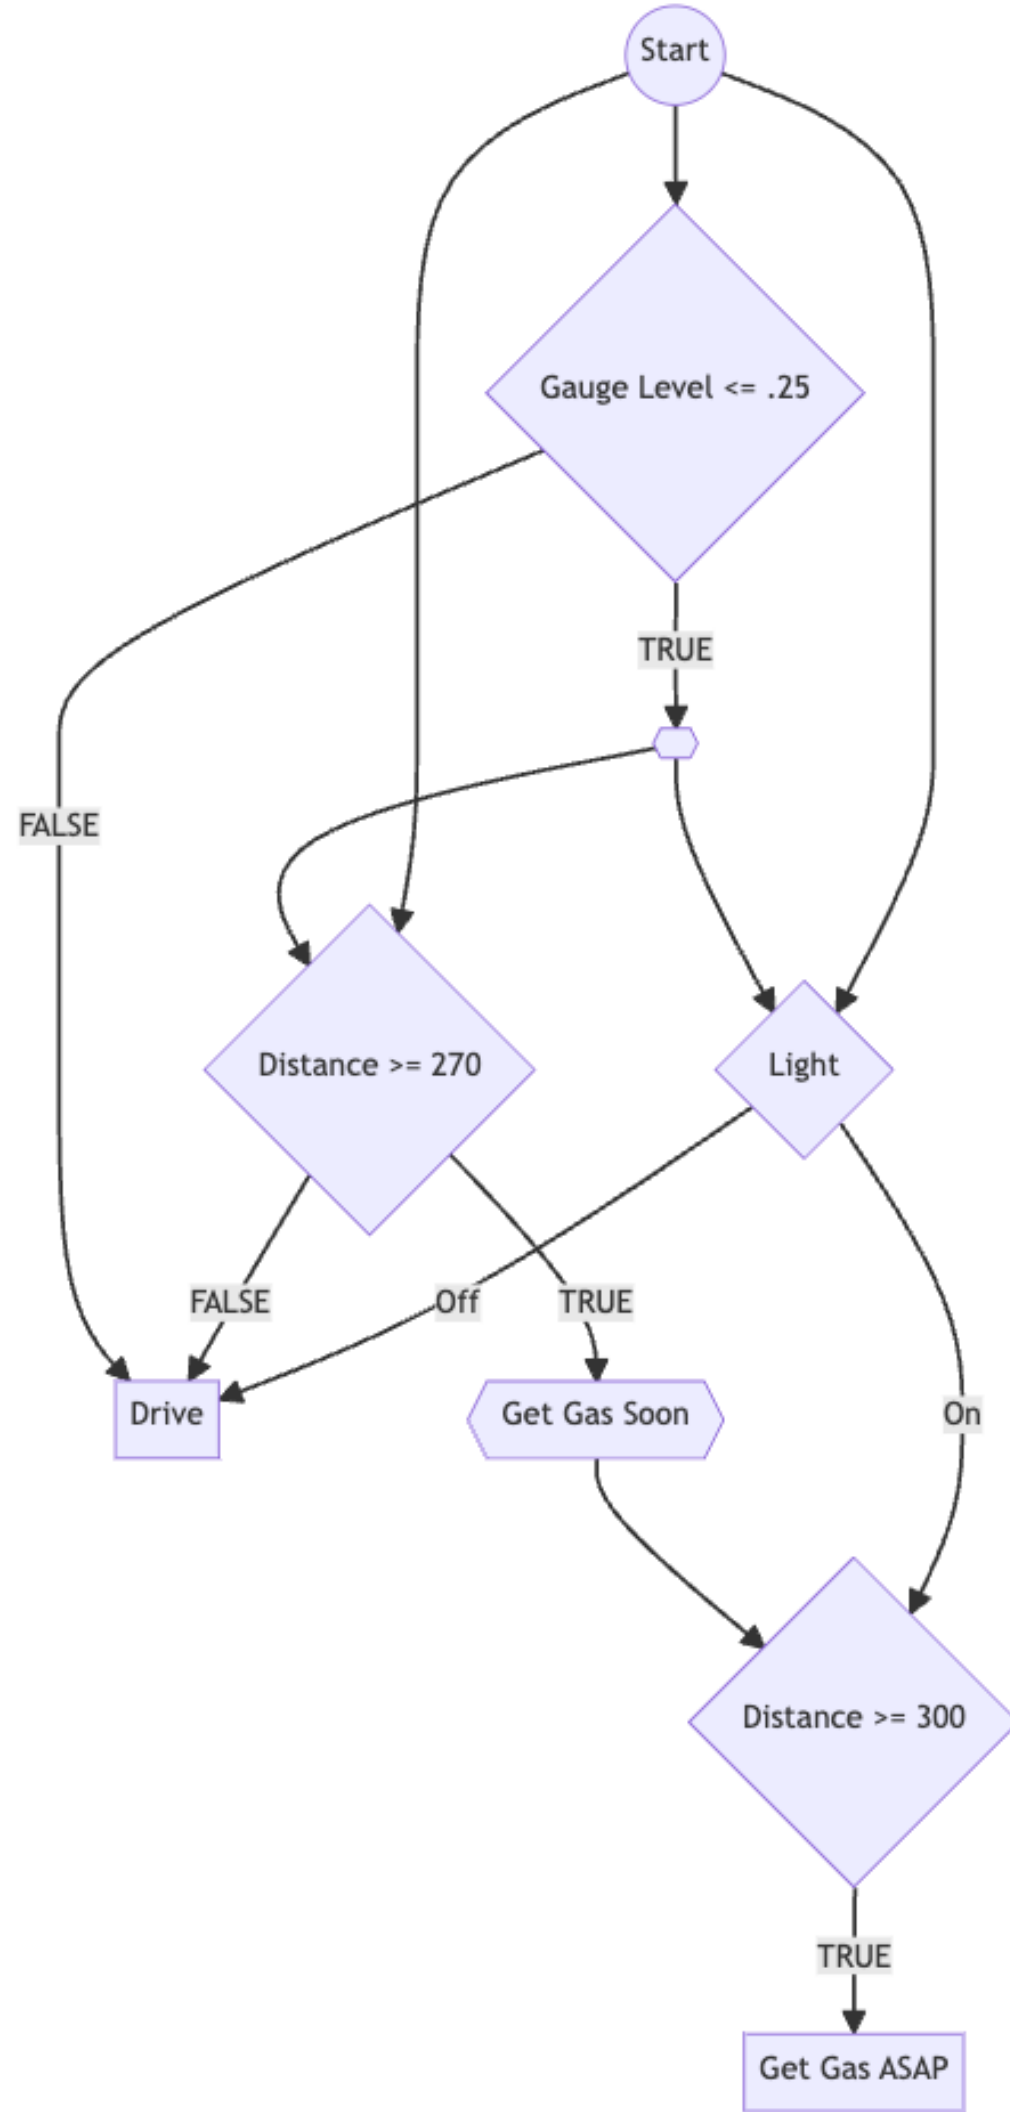 Start
Gauge Level <= .25
TRUE
FALSE
Distance >= 270
Light
FALSE
Off
TRUE
Drive
Get Gas Soon
On
Distance >= 300
TRUE
Get Gas ASAP